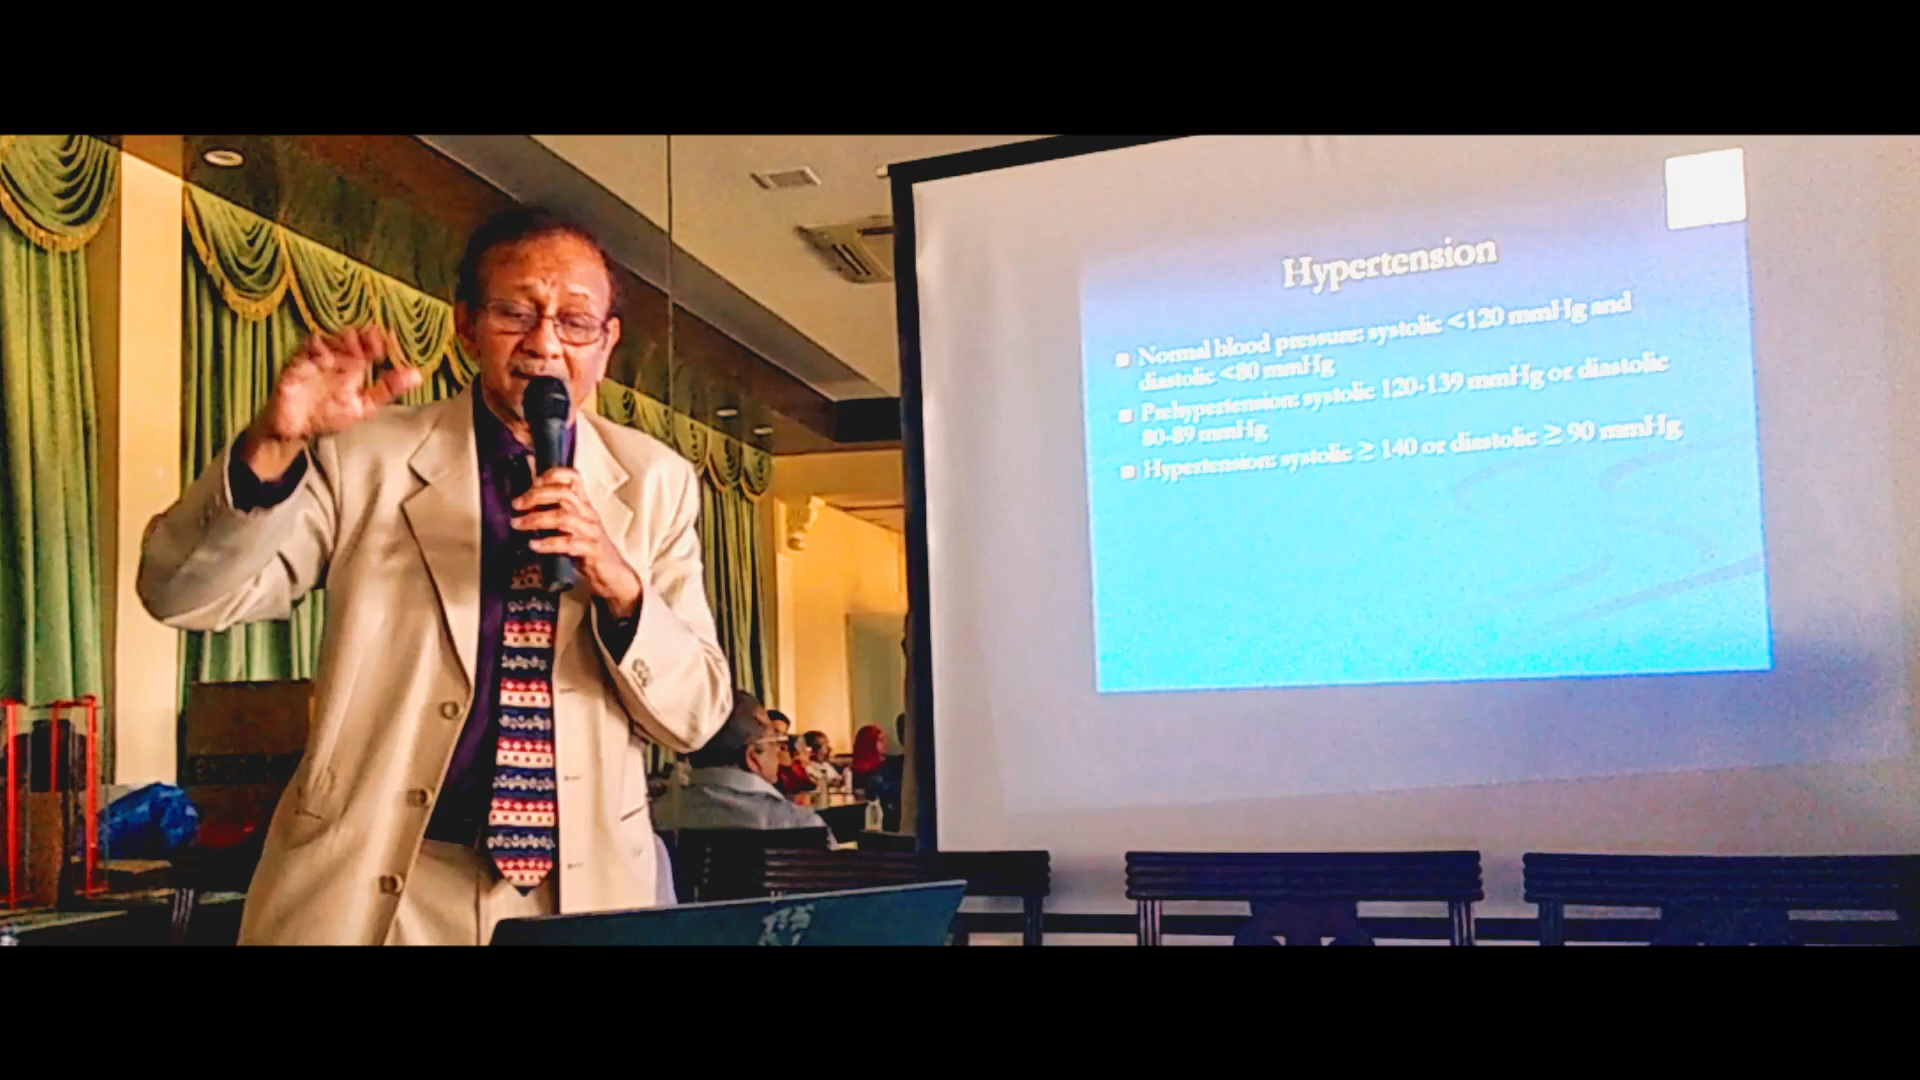 Hypertension
■ Normal blood pressure: systolic <120 mmHg and
diastolic <80 mmHg
■ Prehypertension: systolic 120-139 mmHg or diastolic
80-89 mmHg
■ Hypertension: systolic ≥ 140 or diastolic ≥ 90 mmHg